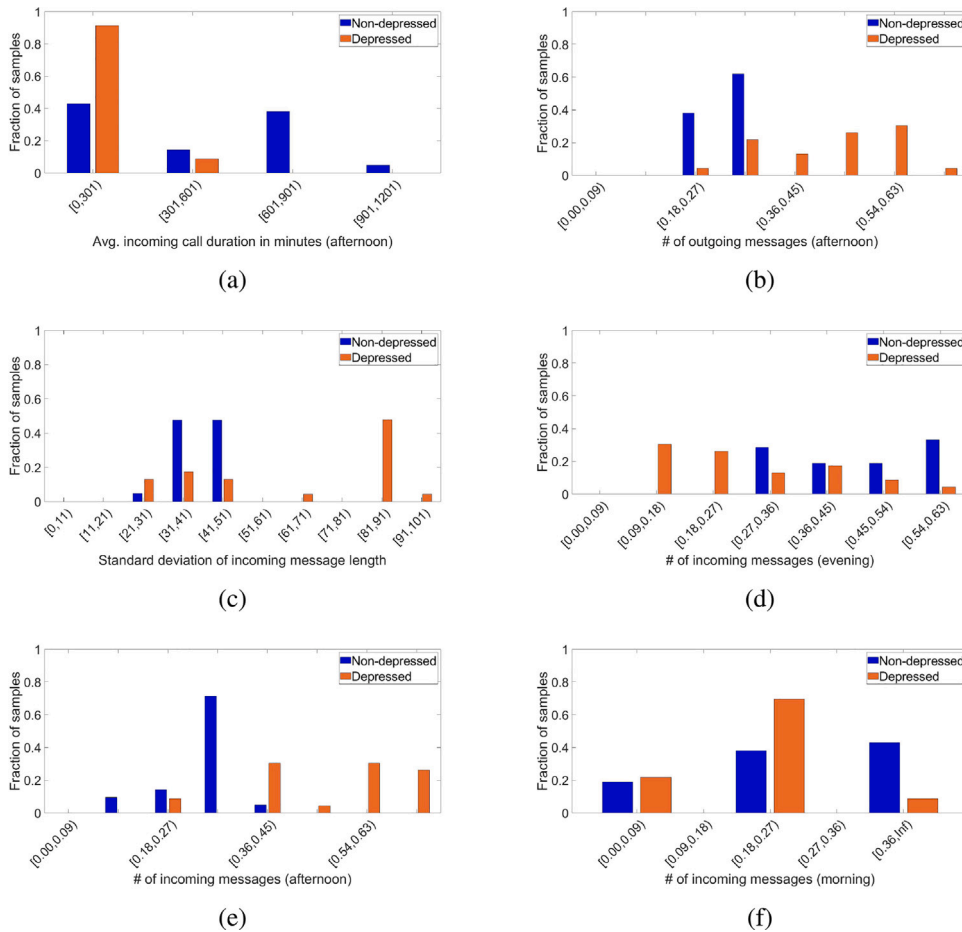 Fraction of samples
1
0.8
0.6
0.4
0.2
0
Non-depressed
Depressed
[0,301)
[301,601)
[601,901)
[901,1201)
Avg. incoming call duration in minutes (afternoon)
(a)
Fraction of samples
1
0.8
0.6
0.4
0.2
0
Non-depressed
Depressed
[0.00,0.09)
[0.18,0.27)
[0.36,0.45)
[0.54,0.63)
# of outgoing messages (afternoon)
(b)
Fraction of samples
1
0.8
0.6
0.4
0.2
0
Non-depressed
Depressed
[0,11)
[11,21)
[21,31)
[31,41)
[41,51)
[51,61)
[61,71)
[71,81)
[81,91)
[91,101)
Standard deviation of incoming message length
(c)
Fraction of samples
1
0.8
0.6
0.4
0.2
0
Non-depressed
Depressed
[0.00,0.09)
[0.09,0.18)
[0.18,0.27)
[0.27,0.36)
[0.36,0.45)
[0.45,0.54)
[0.54,0.63)
# of incoming messages (evening)
(d)
Fraction of samples
1
0.8
0.6
0.4
0.2
0
Non-depressed
Depressed
[0.00,0.09)
[0.18,0.27)
[0.36,0.45)
[0.54,0.63)
# of incoming messages (afternoon)
(e)
Fraction of samples
1
0.8
0.6
0.4
0.2
0
Non-depressed
Depressed
[0.00,0.09)
[0.09,0.18)
[0.18,0.27)
[0.27,0.36)
[0.36,Inf)
# of incoming messages (morning)
(f)